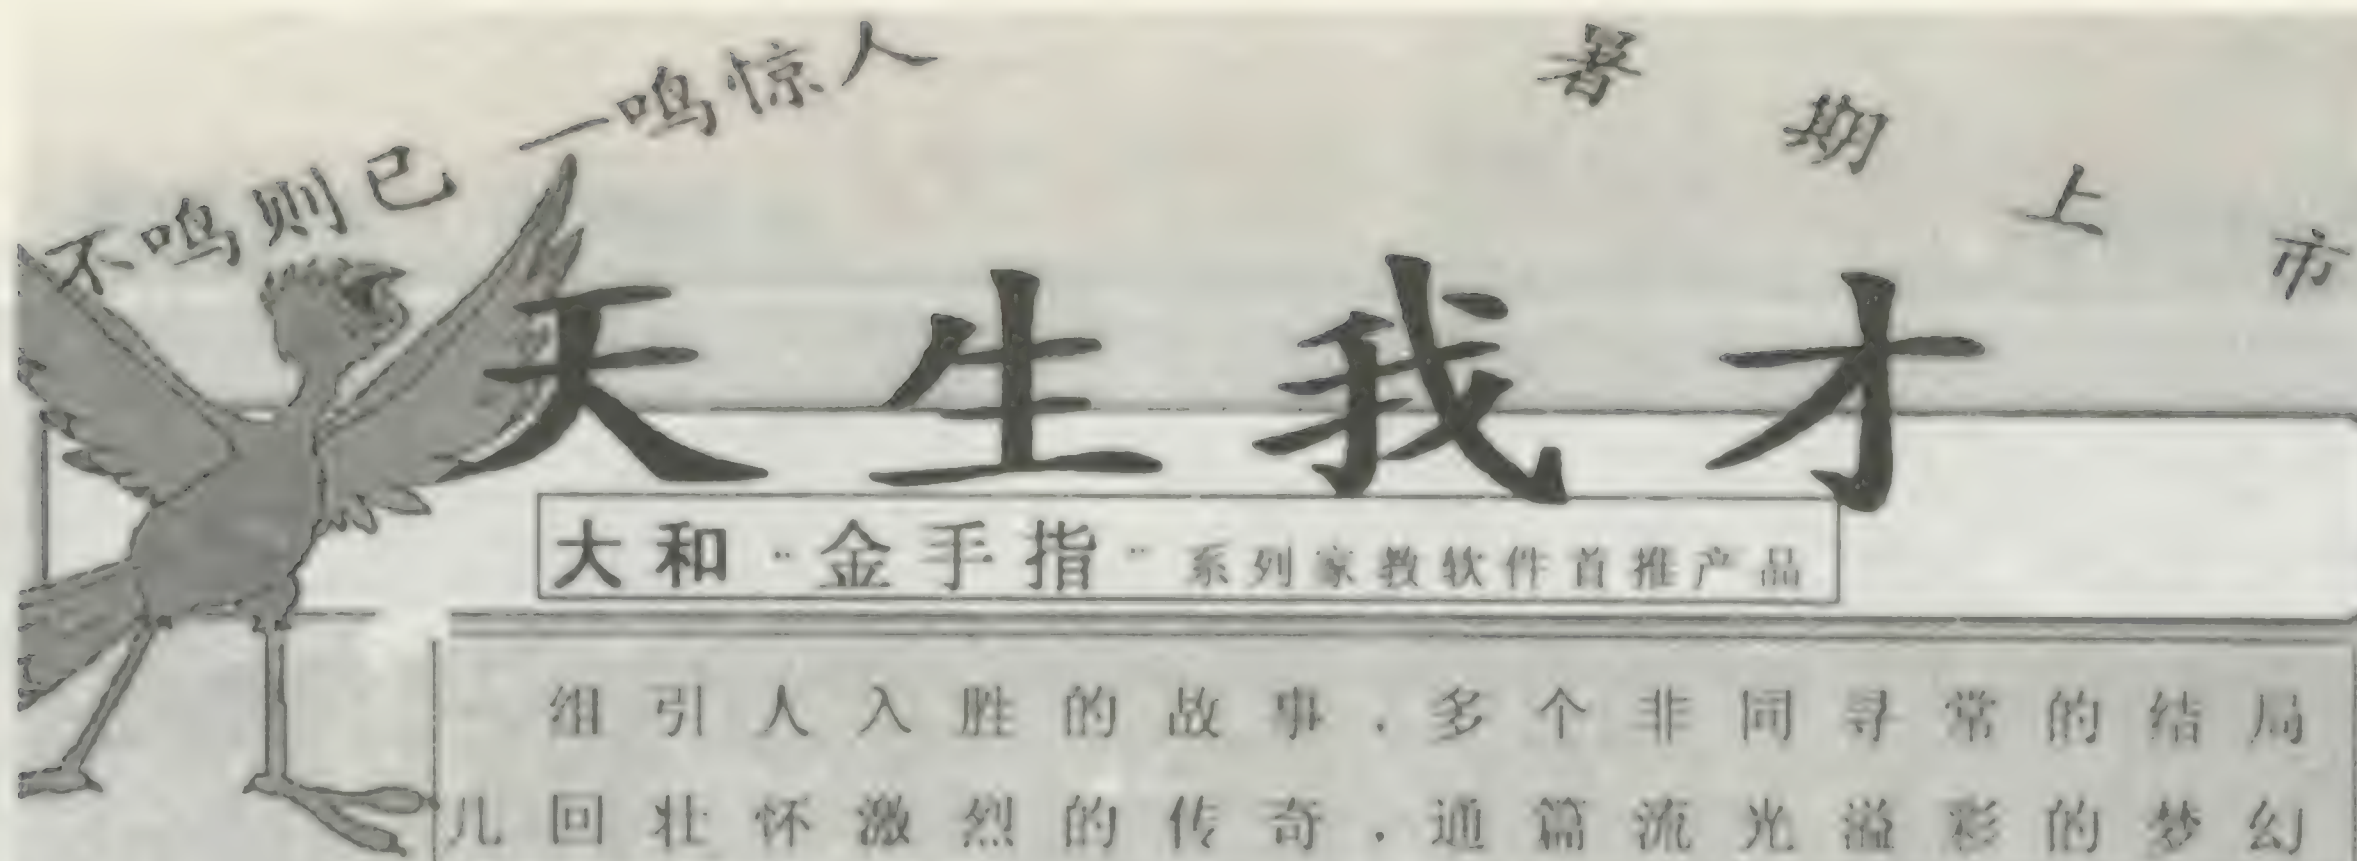 不鸣则已 一鸣惊人
暑期上市
天生我才
大和“金手指”系列家教软件首推产品
组引人入胜的故事，多个非同寻常的结局
几回壮怀激烈的传奇，通篇流光溢彩的梦幻